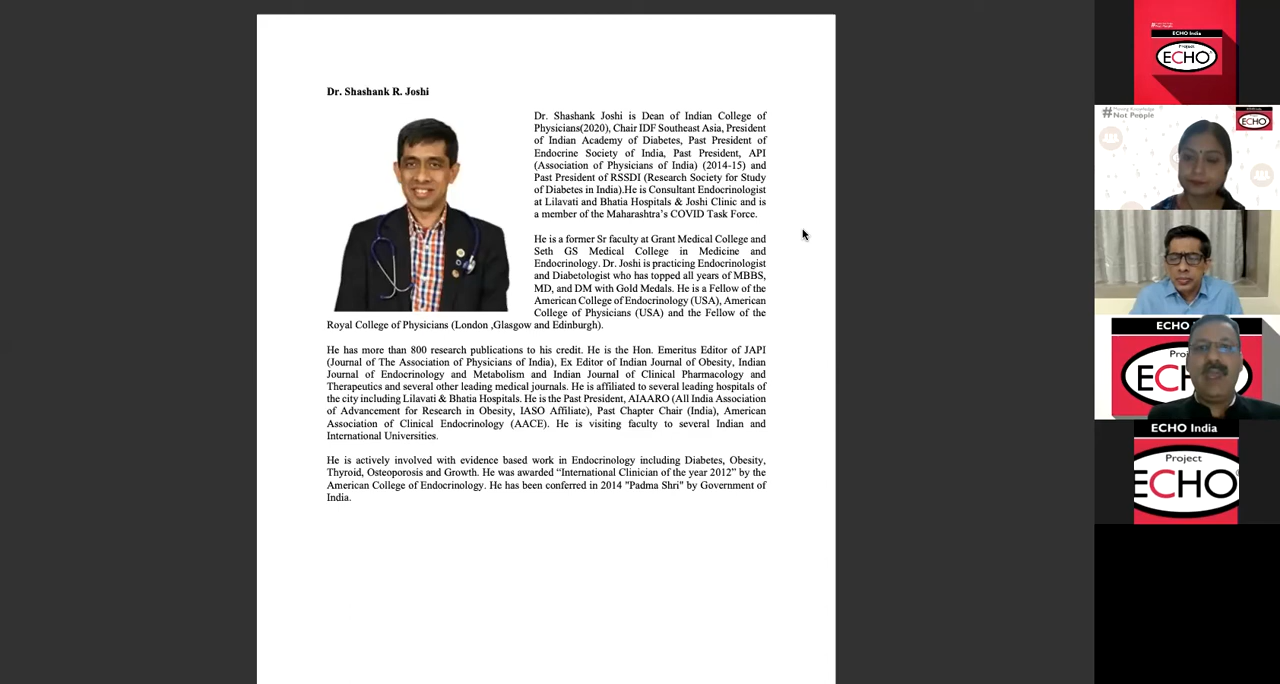 Dr. Shashank R. Joshi
Dr. Shashank Joshi is Dean of Indian College of
Physicians(2020), Chair IDF Southeast Asia, President
of Indian Academy of Diabetes, Past President of
Endocrine Society of India, Past President, API
(Association of Physicians of India) (2014-15) and
Past President of RSSDI (Research Society for Study
of Diabetes in India).He is Consultant Endocrinologist
at Lilavati and Bhatia Hospitals & Joshi Clinic and is
a member of the Maharashtra's COVID Task Force.
He is a former Sr faculty at Grant Medical College and
Seth GS Medical College in Medicine and
Endocrinology. Dr. Joshi is practicing Endocrinologist
and Diabetologist who has topped all years of MBBS,
MD, and DM with Gold Medals. He is a Fellow of the
American College of Endocrinology (USA), American
College of Physicians (USA) and the Fellow of the
Royal College of Physicians (London ,Glasgow and Edinburgh).
He has more than 800 research publications to his credit. He is the Hon. Emeritus Editor of JAPI
(Journal of The Association of Physicians of India), Ex Editor of Indian Journal of Obesity, Indian
Journal of Endocrinology and Metabolism and Indian Journal of Clinical Pharmacology and
Therapeutics and several other leading medical journals. He is affiliated to several leading hospitals of
the city including Lilavati & Bhatia Hospitals. He is the Past President, AIAARO (All India Association
of Advancement for Research in Obesity, IASO Affiliate), Past Chapter Chair (India), American
Association of Clinical Endocrinology (AACE). He is visiting faculty to several Indian and
International Universities.
He is actively involved with evidence based work in Endocrinology including Diabetes, Obesity,
Thyroid, Osteoporosis and Growth. He was awarded “International Clinician of the year 2012” by the
American College of Endocrinology. He has been conferred in 2014 "Padma Shri" by Government of
India.
ECHO India
Project
ECHO
#Moving Knowledge
Not People
ECHO
ECHO
Proj
EC
ECHO India
Project
ECHO